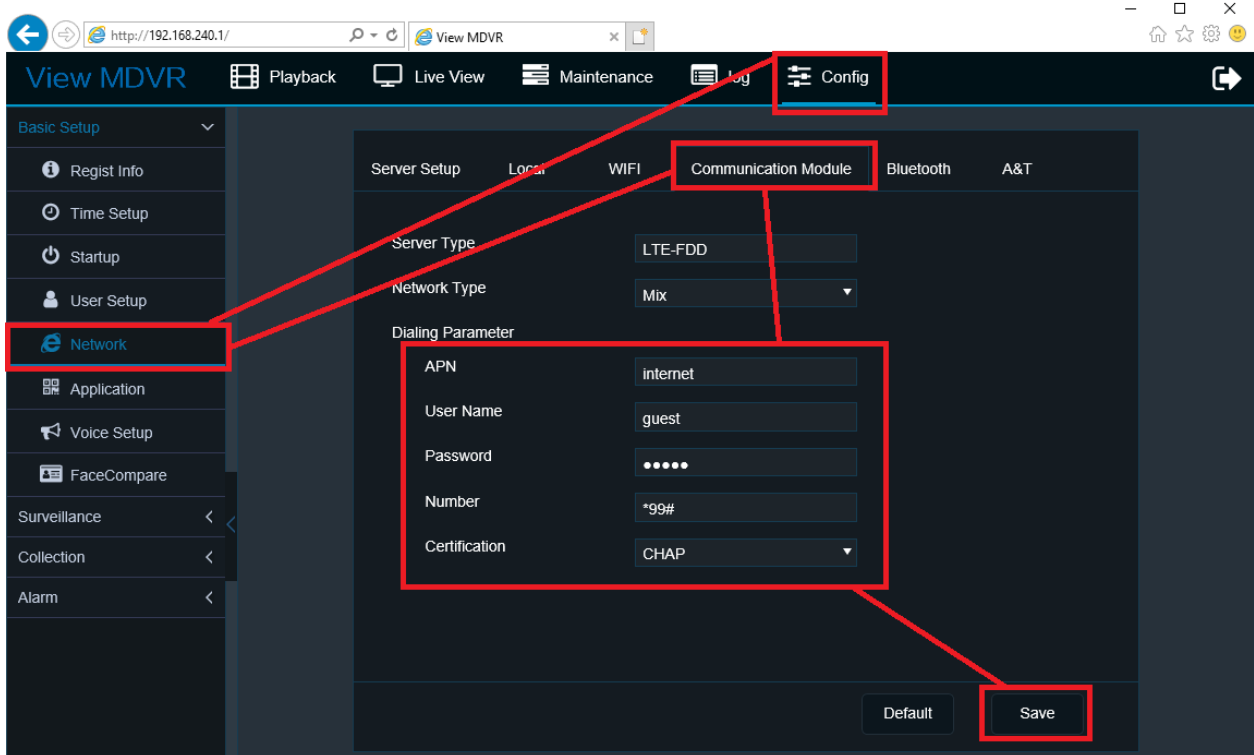 http://192.168.240.1/
View MDVR
View MDVR
Playback
Live View
Maintenance
log
Config
Basic Setup
Regist Info
Time Setup
Startup
User Setup
Network
Application
Voice Setup
FaceCompare
Surveillance
Collection
Alarm
Server Setup
Local
WIFI
Communication Module
Bluetooth
A&T
Server Type
LTE-FDD
Network Type
Mix
Dialing Parameter
APN
internet
User Name
guest
Password
●●●●●
Number
*99#
Certification
CHAP
Default
Save